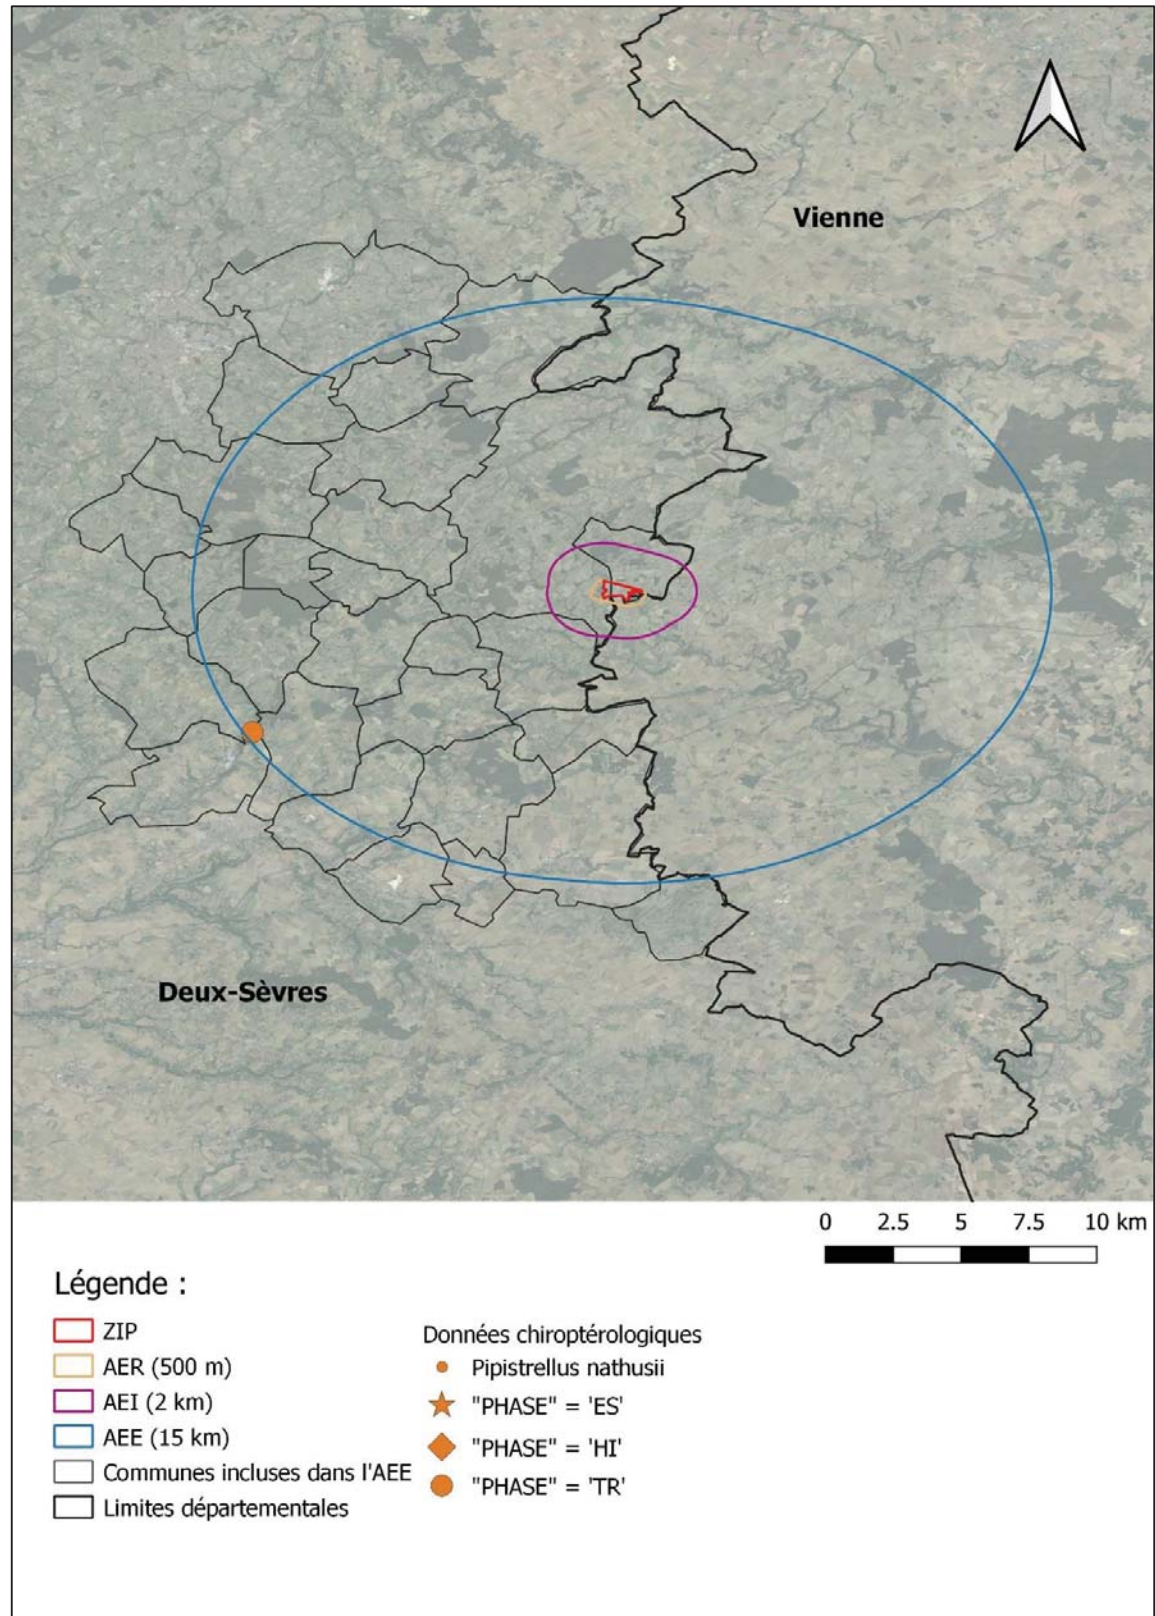 Vienne
Deux-Sèvres
0 2.5 5 7.5 10 km
Légende :
ZIP
AER (500 m)
AEI (2 km)
AEE (15 km)
Communes incluses dans l'AEE
Limites départementales
Données chiroptérologiques
Pipistrellus nathusii
"PHASE" = 'ES'
"PHASE" = 'HI'
"PHASE" = 'TR'